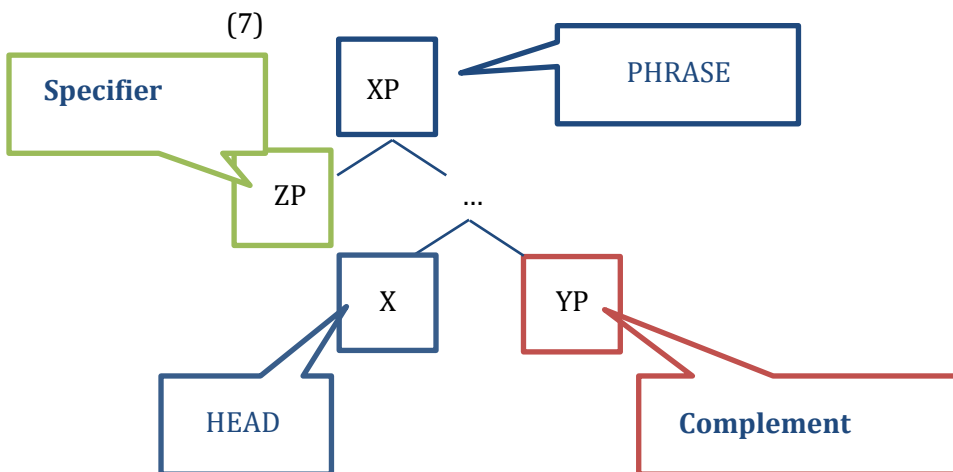 (7)
Specifier
XP
PHRASE
ZP
...
X
YP
HEAD
Complement